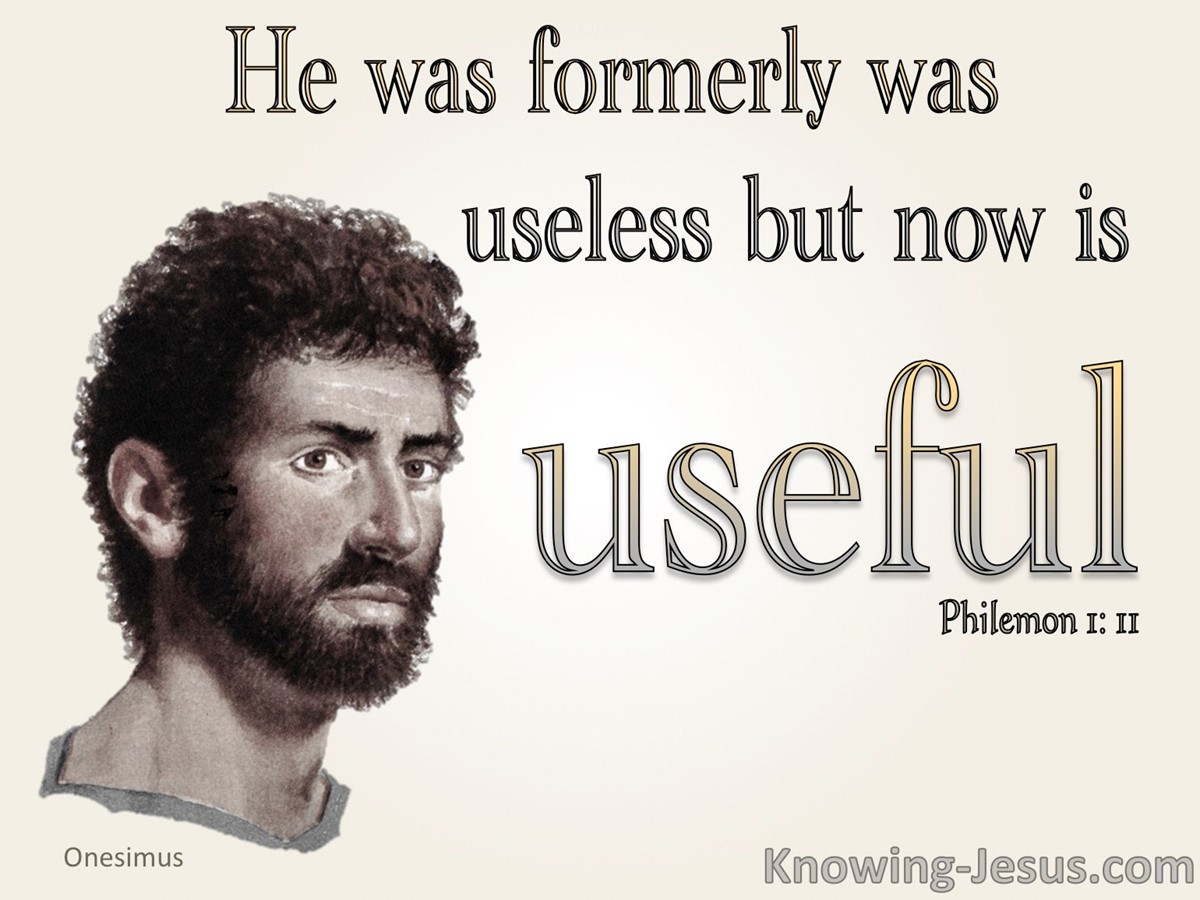 He was formerly was
useless but now is
useful
Philemon 1: 11
Onesimus
Knowing-Jesus.com